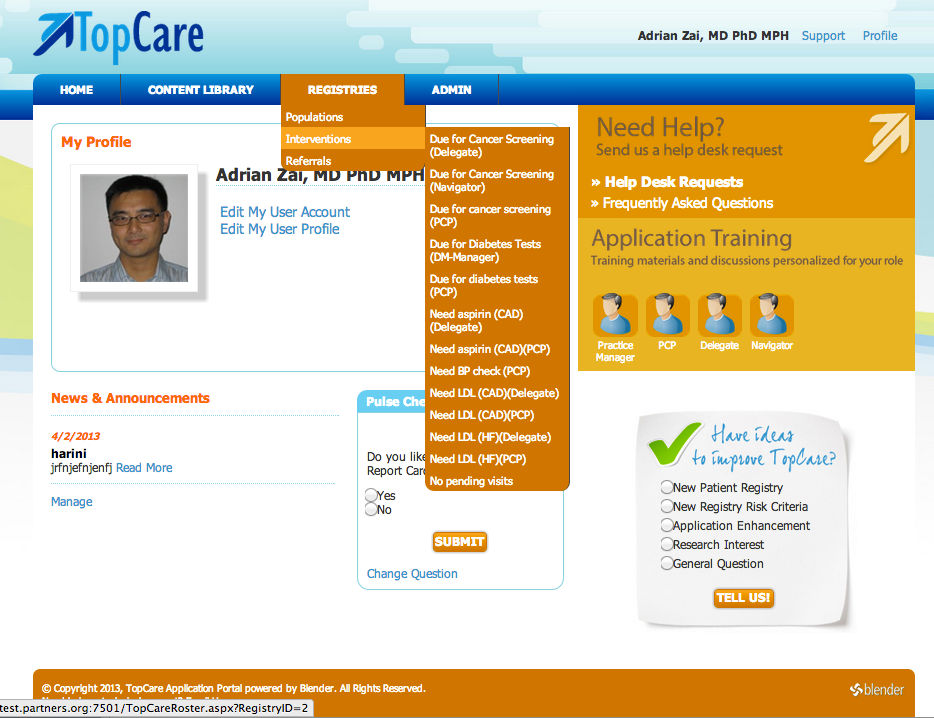 TopCare
Adrian Zai, MD PhD MPH Support Profile
HOME CONTENT LIBRARY REGISTRIES ADMIN
Populations
Interventions
Referrals
Due for Cancer Screening
(Delegate)
Due for Cancer Screening
(Navigator)
Due for cancer screening
(PCP)
Due for Diabetes Tests
(DM-Manager)
Due for diabetes tests
(PCP)
Need aspirin (CAD)
(Delegate)
Need aspirin (CAD)(PCP)
Need BP check (PCP)
Need LDL (CAD)(Delegate)
Need LDL (CAD)(PCP)
Need LDL (HF)(Delegate)
Need LDL (HF)(PCP)
No pending visits
My Profile
Adrian Zai, MD PhD MPH
Edit My User Account
Edit My User Profile
Need Help?
Send us a help desk request
» Help Desk Requests
» Frequently Asked Questions
Application Training
Training materials and discussions personalized for your role
Practice
Manager
PCP
Delegate
Navigator
News & Announcements
4/2/2013
harini
jrfnjefnjenfj Read More
Manage
Pulse Che
Do you like
Report Card
Yes
No
SUBMIT
Change Question
Have ideas
to improve TopCare?
New Patient Registry
New Registry Risk Criteria
Application Enhancement
Research Interest
General Question
TELL US!
© Copyright 2013, TopCare Application Portal powered by Blender. All Rights Reserved.
blender
test.partners.org:7501/TopCareRoster.aspx?RegistryID=2